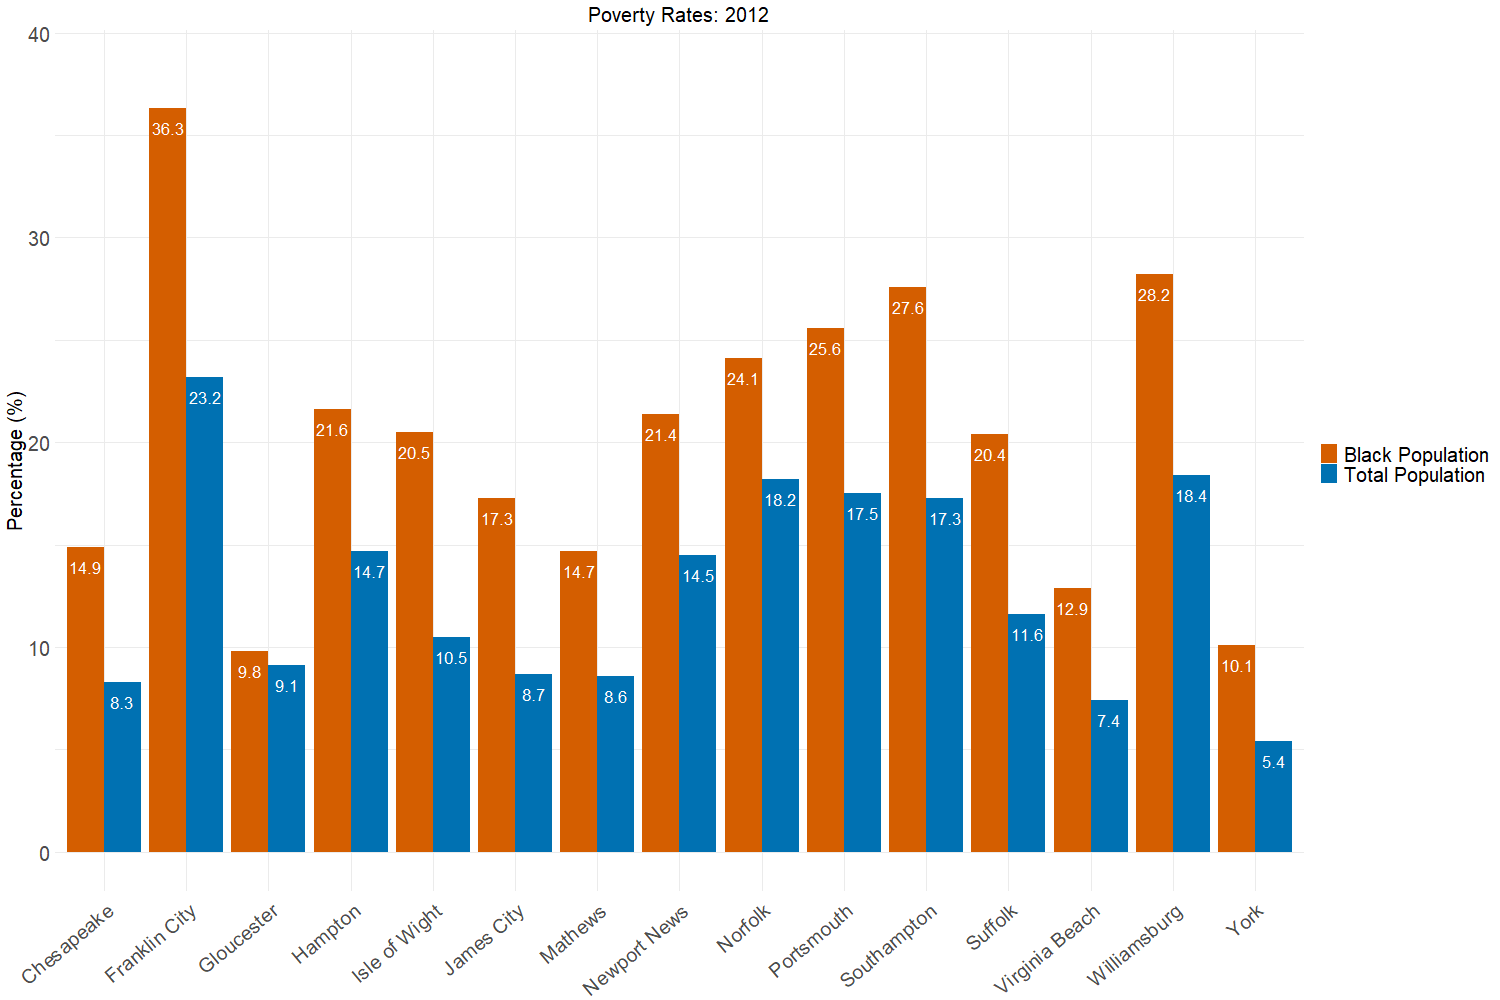 Poverty Rates: 2012
Percentage (%)
40
30
20
10
0
36.3
28.2
27.6
25.6
24.1
23.2
21.6
21.4
20.5
20.4
18.4
18.2
17.5
17.3
17.3
14.9
14.7
14.7
14.5
12.9
11.6
10.5
10.1
9.8
9.1
8.7
8.6
8.3
7.4
5.4
Black Population
Total Population
Chesapeake
Franklin City
Gloucester
Hampton
Isle of Wight
James City
Mathews
Newport News
Norfolk
Portsmouth
Southampton
Suffolk
Virginia Beach
Williamsburg
York